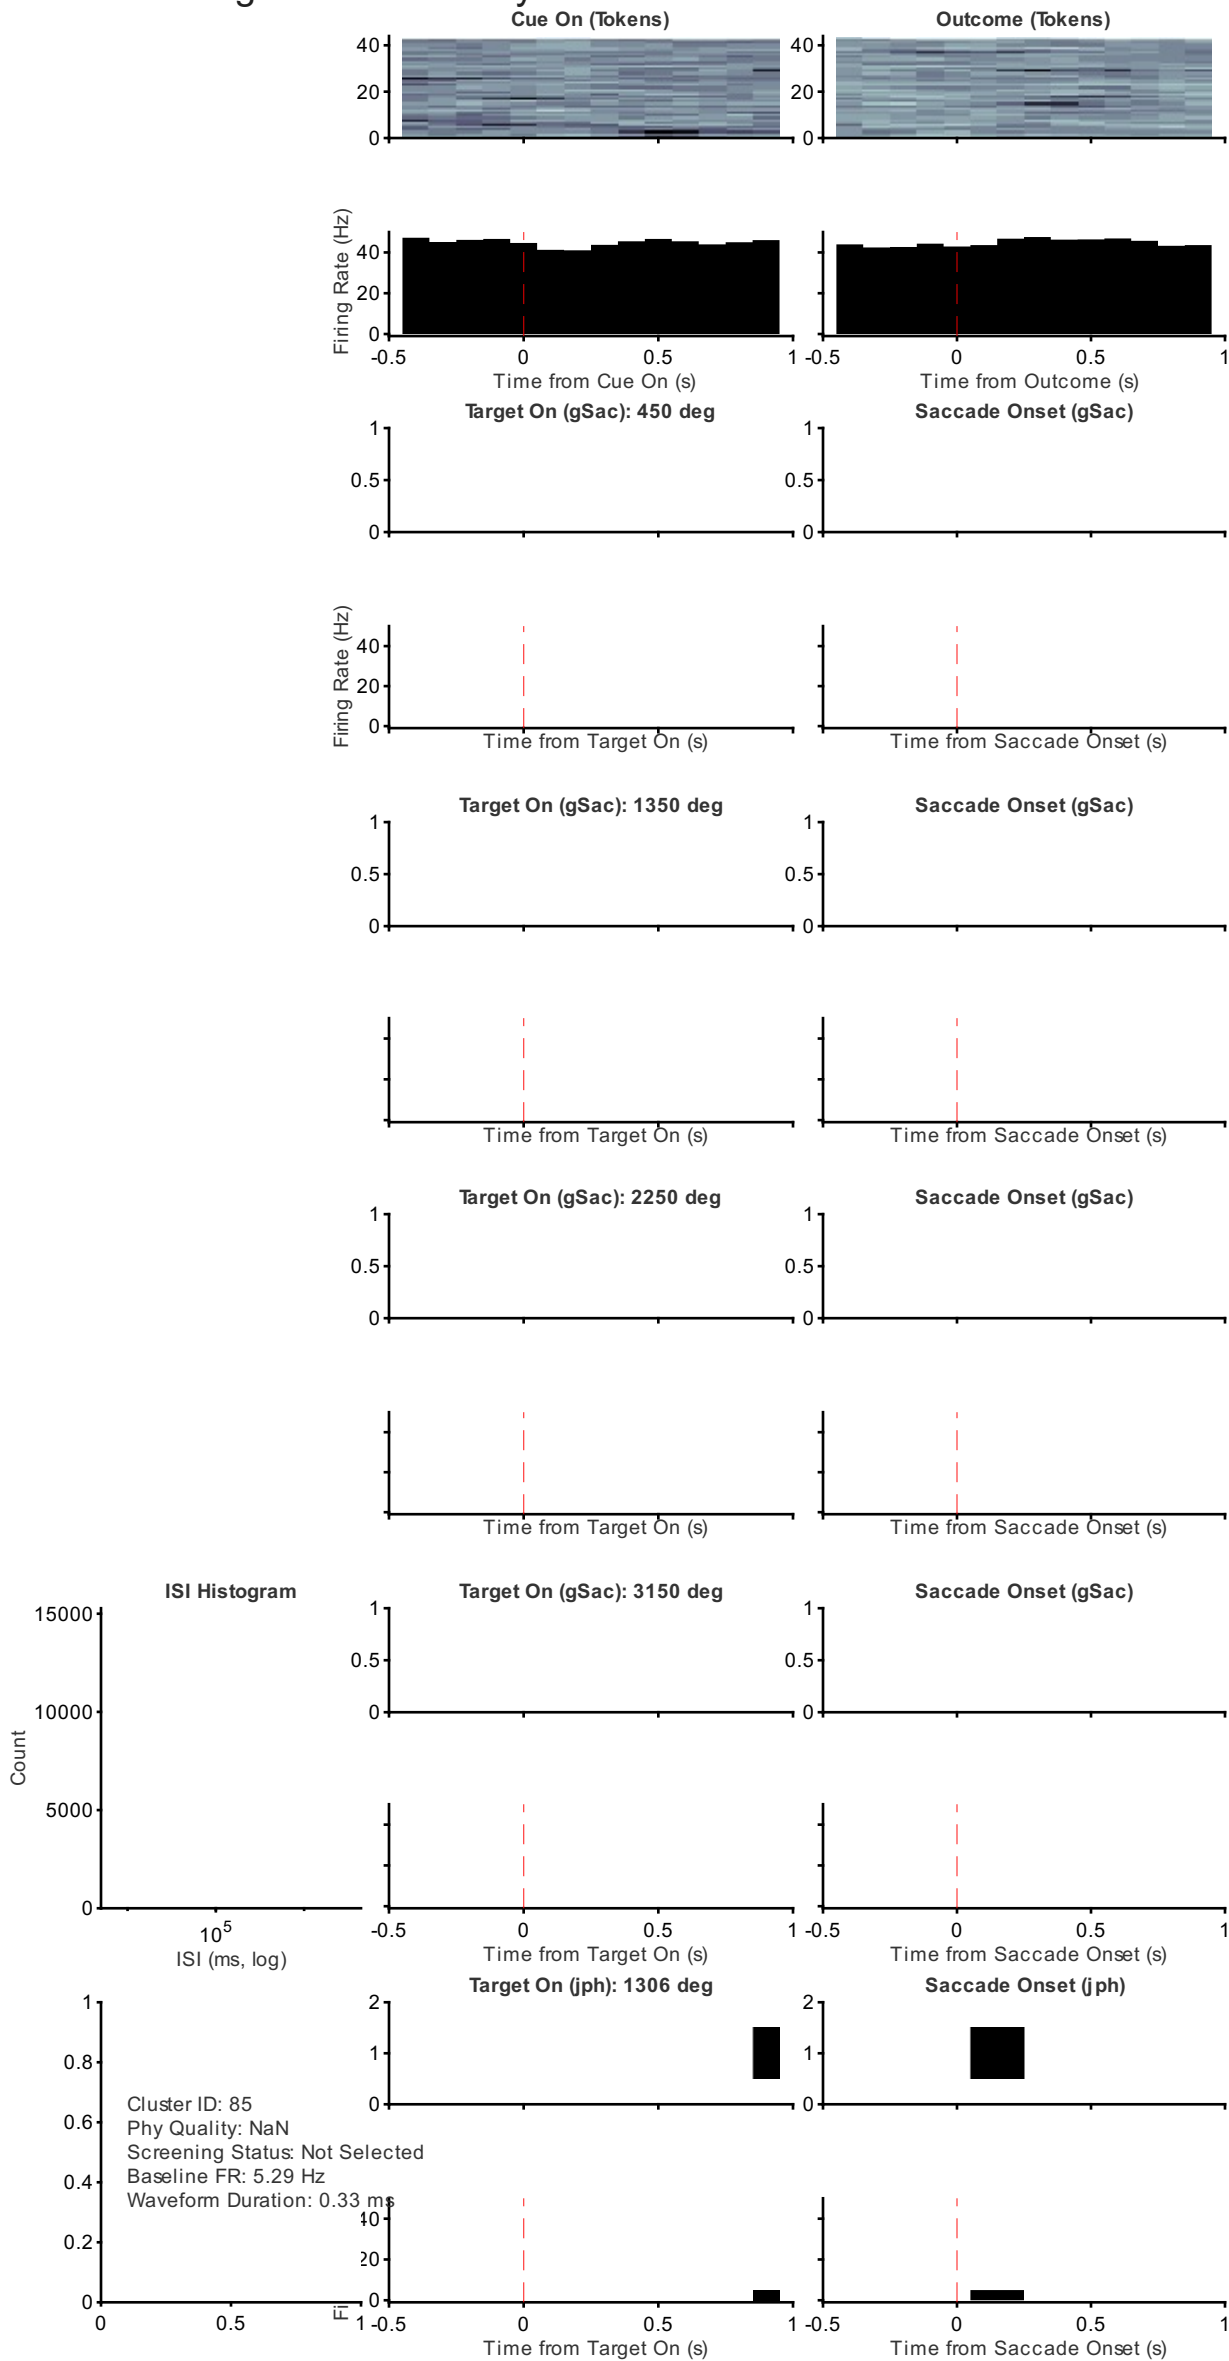 Cue On (Tokens)
Outcome (Tokens)
40
20
0
40
20
0
Firing Rate (Hz)
40
20
0
-0.5 0 0.5 1
-0.5 0 0.5 1
Time from Cue On (s)
Time from Outcome (s)
Target On (gSac): 450 deg
Saccade Onset (gSac)
1
0.5
0
1
0.5
0
Firing Rate (Hz)
40
20
0
Time from Target On (s)
Time from Saccade Onset (s)
Target On (gSac): 1350 deg
Saccade Onset (gSac)
1
0.5
0
1
0.5
0
Time from Target On (s)
Time from Saccade Onset (s)
Target On (gSac): 2250 deg
Saccade Onset (gSac)
1
0.5
0
1
0.5
0
Time from Target On (s)
Time from Saccade Onset (s)
ISI Histogram
15000
10000
5000
0
Count
10^5
ISI (ms, log)
Target On (gSac): 3150 deg
Saccade Onset (gSac)
1
0.5
0
1
0.5
0
-0.5 0 0.5 1
-0.5 0 0.5 1
Time from Target On (s)
Time from Saccade Onset (s)
1
0.8
0.6
0.4
0.2
0
0 0.5 1
Cluster ID: 85
Phy Quality: NaN
Screening Status: Not Selected
Baseline FR: 5.29 Hz
Waveform Duration: 0.33 ms
Target On (jph): 1306 deg
Saccade Onset (jph)
2
1
0
2
1
0
Fi
40
20
0
-0.5 0 0.5 1
-0.5 0 0.5 1
Time from Target On (s)
Time from Saccade Onset (s)